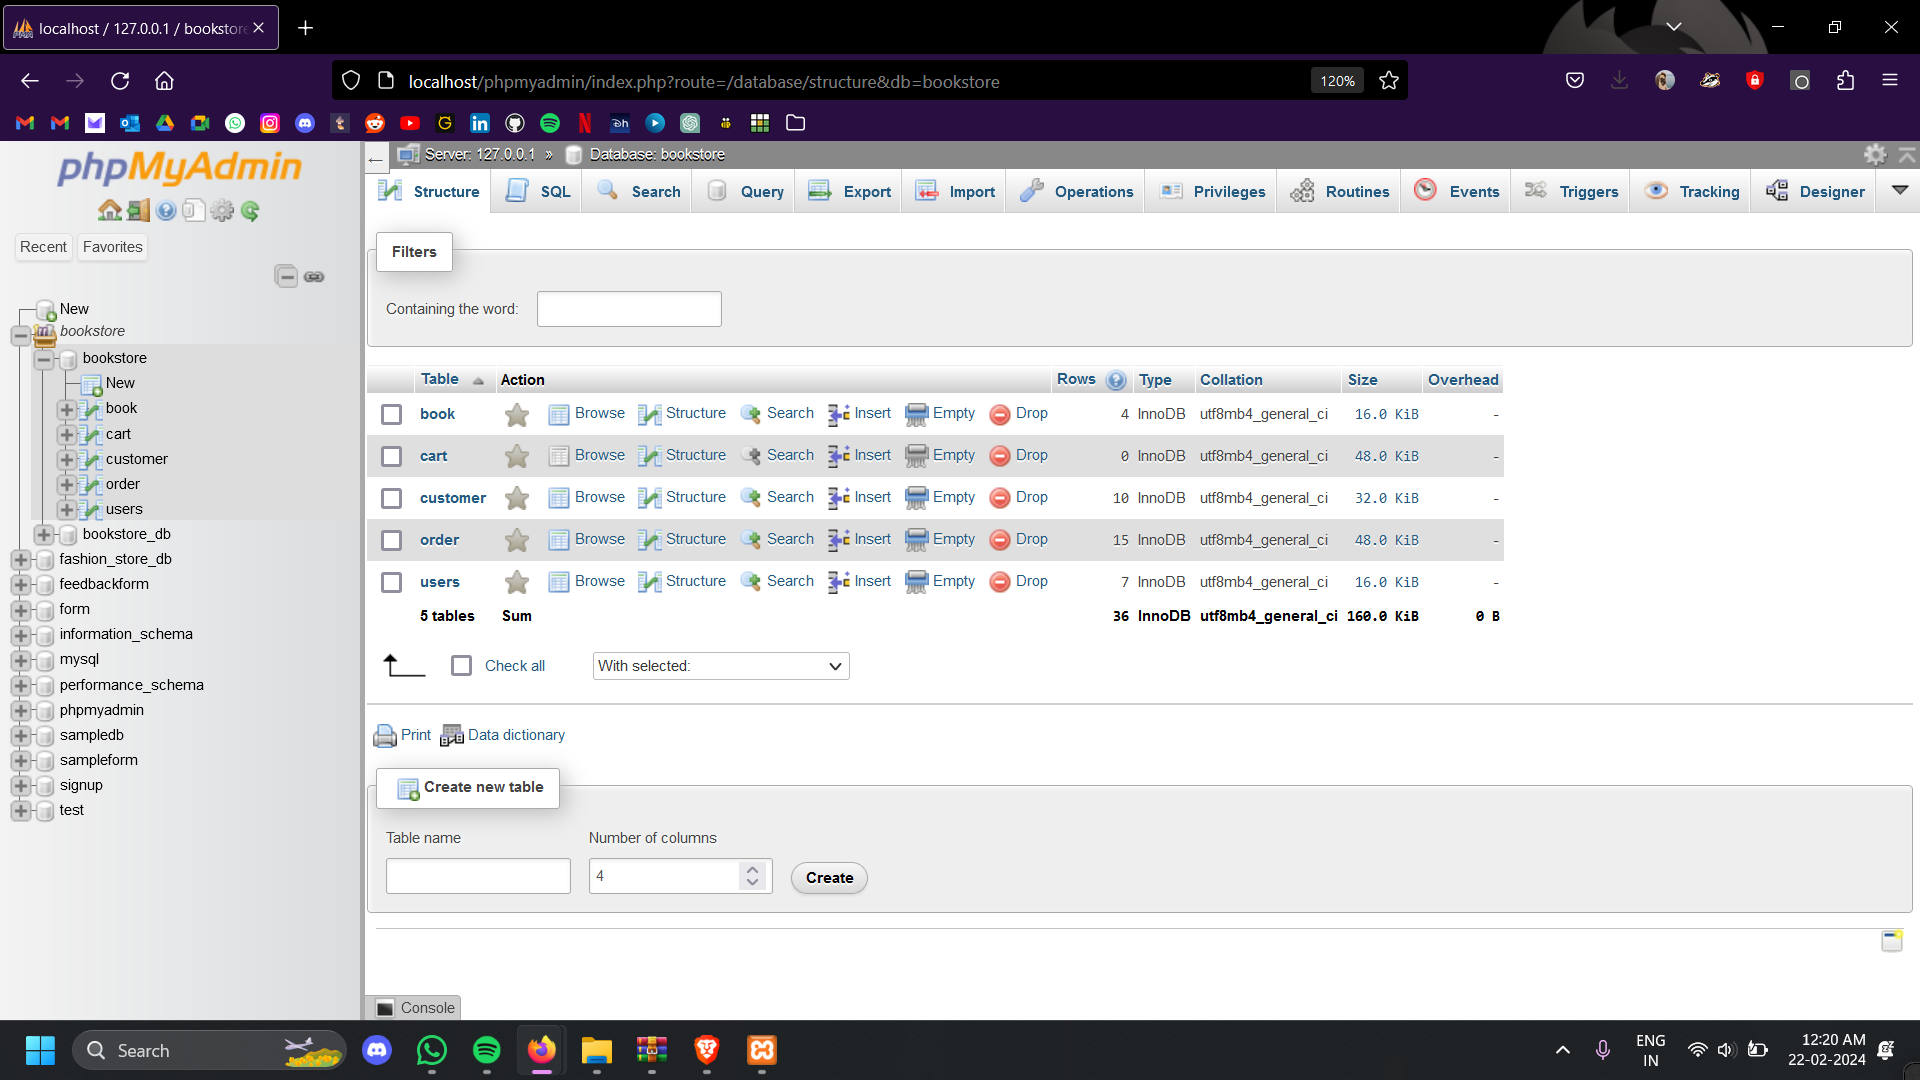 localhost / 127.0.0.1 / bookstore
localhost/phpmyadmin/index.php?route=/database/structure&db=bookstore
120%
phpMyAdmin
Recent Favorites
New
bookstore
bookstore
New
book
cart
customer
order
users
bookstore_db
fashion_store_db
feedbackform
form
information_schema
mysql
performance_schema
phpmyadmin
sampledb
sampleform
signup
test
Server: 127.0.0.1 » Database: bookstore
Structure SQL Search Query Export Import Operations Privileges Routines Events Triggers Tracking Designer
Filters
Containing the word:
Table Action Rows Type Collation Size Overhead
book Browse Structure Search Insert Empty Drop 4 InnoDB utf8mb4_general_ci 16.0 KiB -
cart Browse Structure Search Insert Empty Drop 0 InnoDB utf8mb4_general_ci 48.0 KiB -
customer Browse Structure Search Insert Empty Drop 10 InnoDB utf8mb4_general_ci 32.0 KiB -
order Browse Structure Search Insert Empty Drop 15 InnoDB utf8mb4_general_ci 48.0 KiB -
users Browse Structure Search Insert Empty Drop 7 InnoDB utf8mb4_general_ci 16.0 KiB -
5 tables Sum 36 InnoDB utf8mb4_general_ci 160.0 KiB 0 B
Check all With selected:
Print Data dictionary
Create new table
Table name Number of columns
4 Create
Console
Search
ENG
IN
12:20 AM
22-02-2024